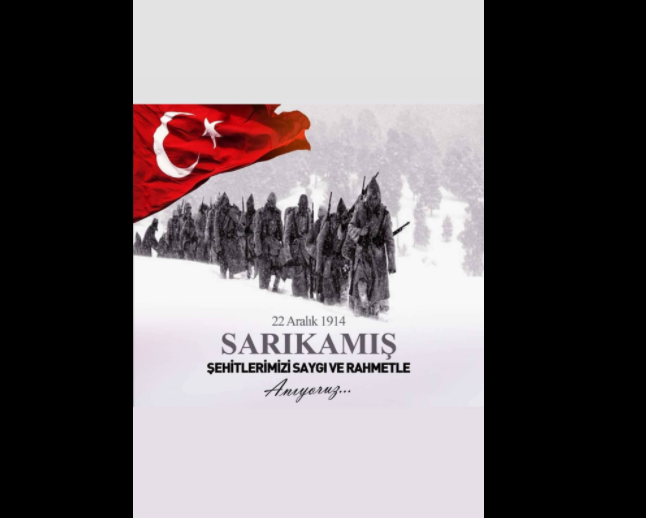 22 Aralık 1914
SARIKAMIŞ
ŞEHİTLERİMİZİ SAYGI VE RAHMETLE
Anıyoruz...